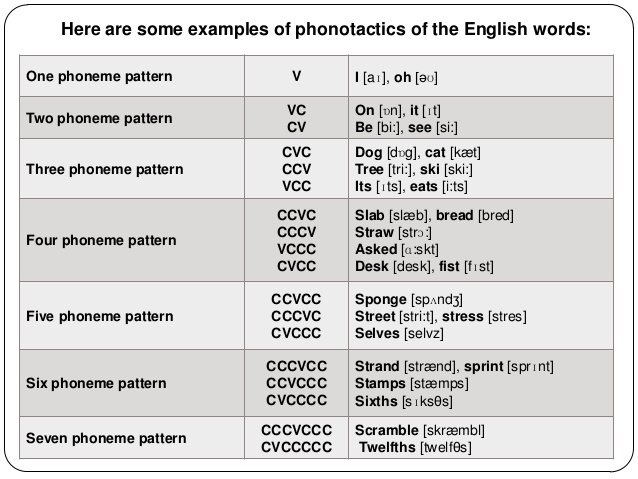 Here are some examples of phonotactics of the English words:
One phoneme pattern
V
I [aɪ], oh [əʊ]
Two phoneme pattern
VC
CV
On [ɒn], it [ɪt]
Be [bi:], see [si:]
Three phoneme pattern
CVC
CCV
VCC
Dog [dɒg], cat [kæt]
Tree [tri:], ski [ski:]
Its [ɪts], eats [i:ts]
Four phoneme pattern
CCVC
CCCV
VCCC
CVCC
Slab [slæb], bread [bred]
Straw [strɔ:]
Asked [ɑ:skt]
Desk [desk], fist [fɪst]
Five phoneme pattern
CCVCC
CCCVC
CVCCC
Sponge [spʌndʒ]
Street [stri:t], stress [stres]
Selves [selvz]
Six phoneme pattern
CCCVCC
CCVCCC
CVCCCC
Strand [strænd], sprint [sprɪnt]
Stamps [stæmps]
Sixths [sɪksθs]
Seven phoneme pattern
CCCVCCC
CVCCCCC
Scramble [skræmbl]
Twelfths [twelfθs]